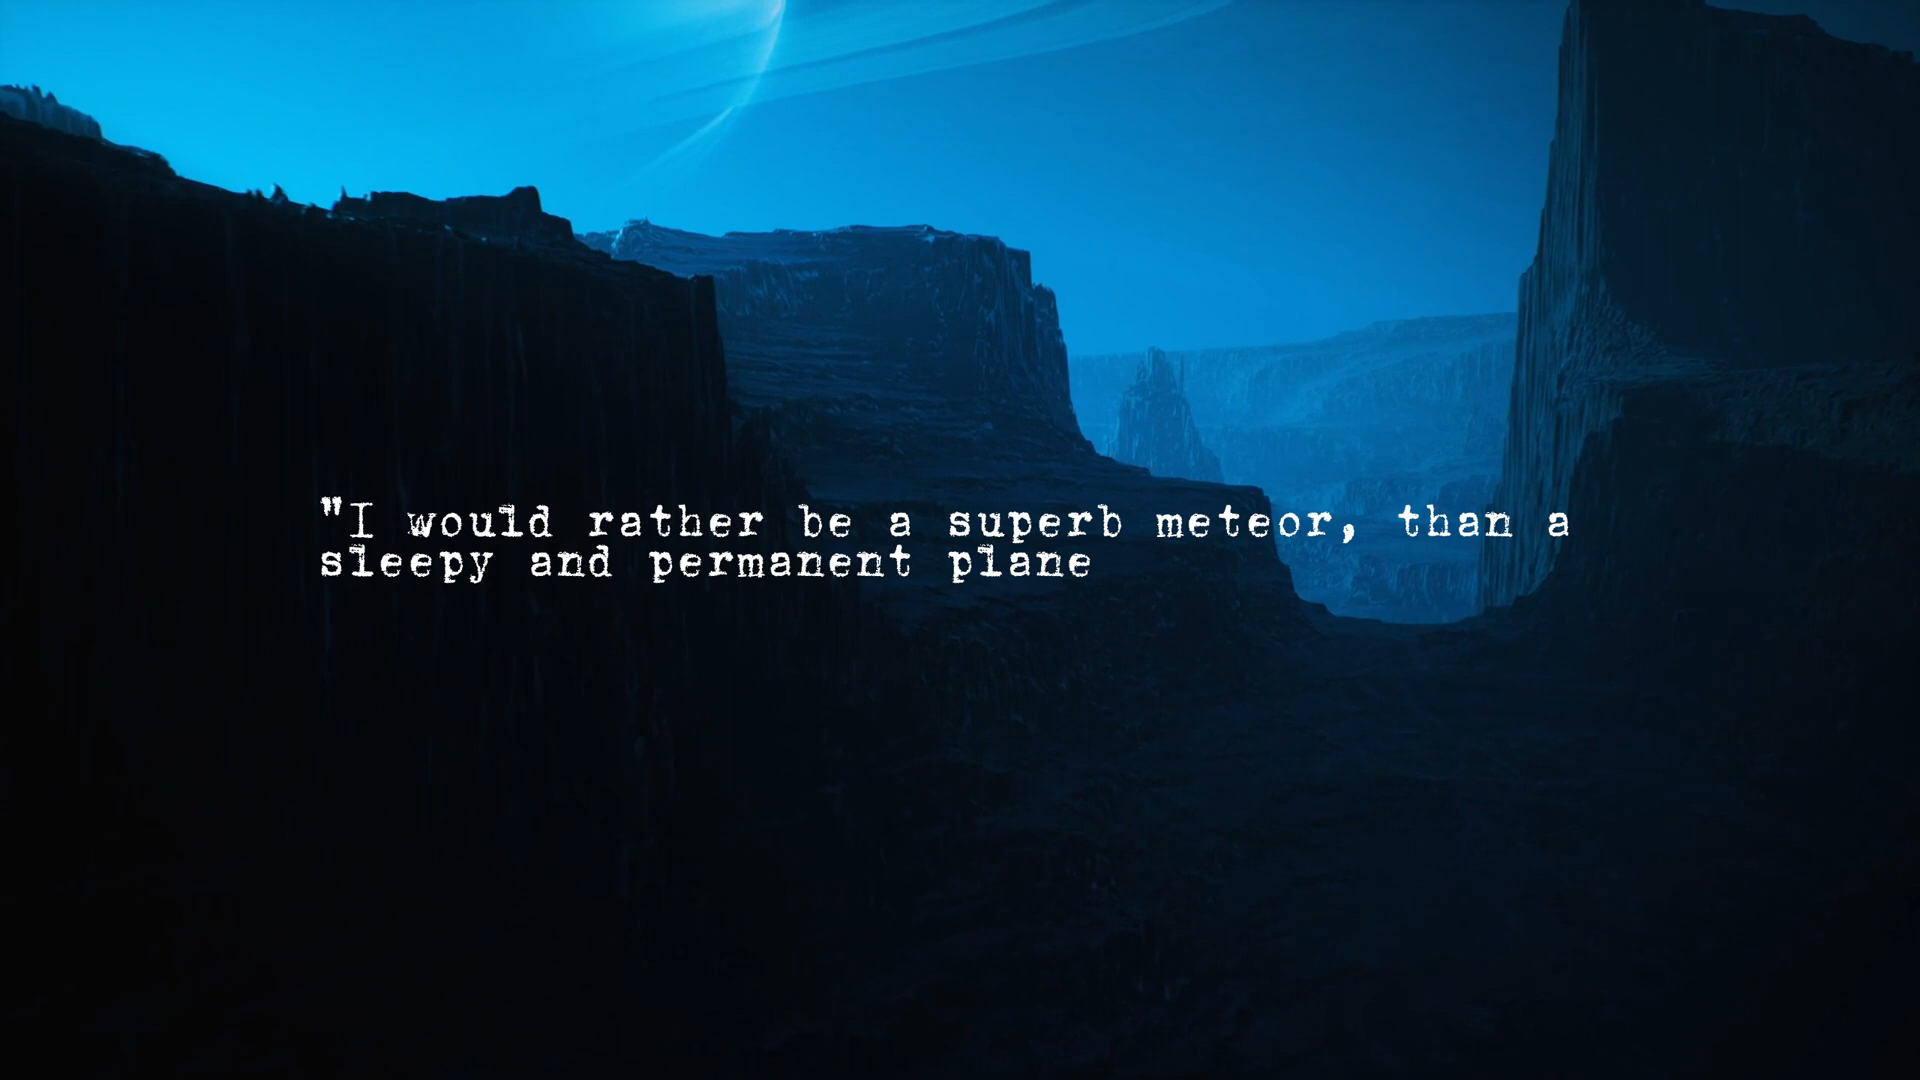 "I would rather be a superb meteor, than a
sleepy and permanent plane